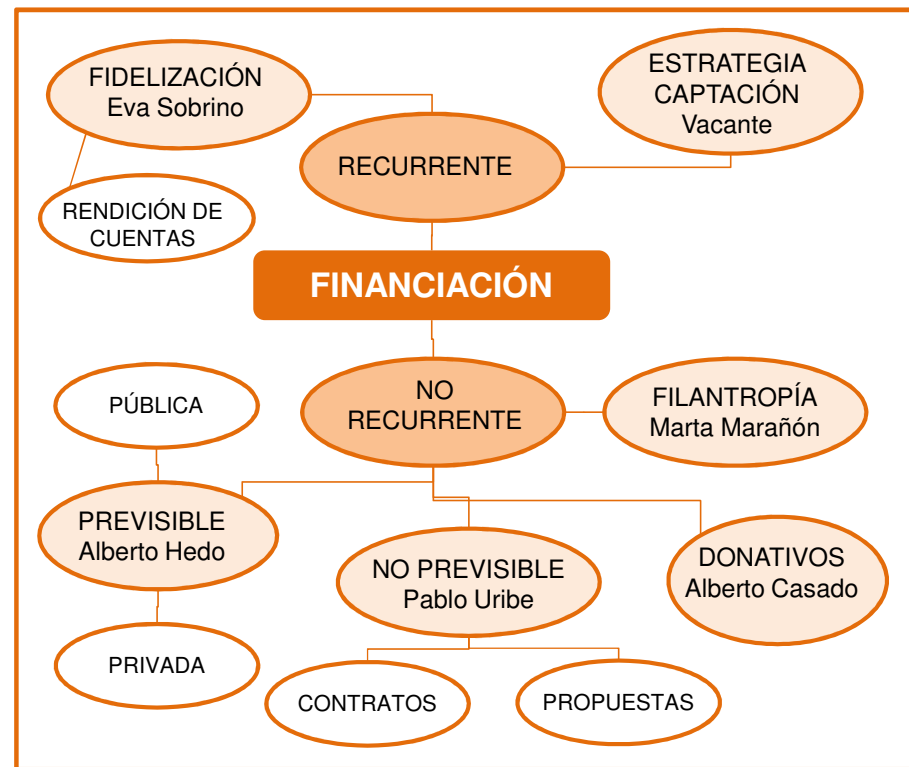 FIDELIZACIÓN
Eva Sobrino
ESTRATEGIA
CAPTACIÓN
Vacante
RECURRENTE
RENDICIÓN DE
CUENTAS
FINANCIACIÓN
NO
RECURRENTE
PÚBLICA
FILANTROPÍA
Marta Marañón
PREVISIBLE
Alberto Hedo
NO PREVISIBLE
Pablo Uribe
DONATIVOS
Alberto Casado
PRIVADA
CONTRATOS
PROPUESTAS